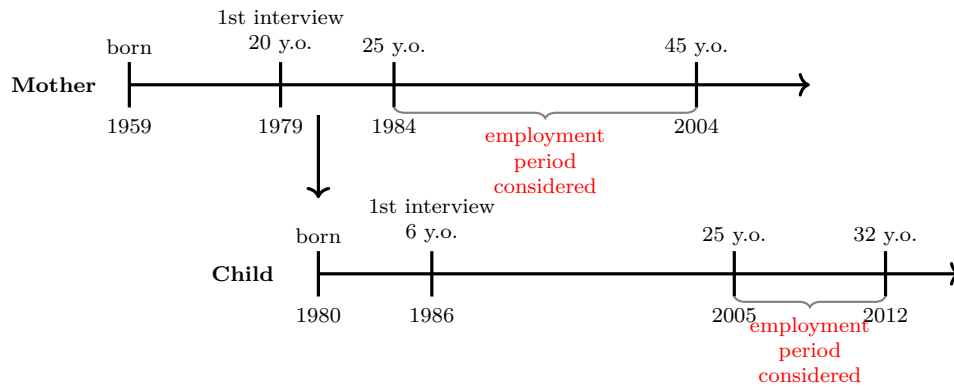 1st interview
born
20 y.o.
25 y.o.
45 y.o.
Mother
1959
1979
1984
2004
employment
period
considered
1st interview
born
6 y.o.
25 y.o.
32 y.o.
Child
1980
1986
2005
2012
employment
period
considered